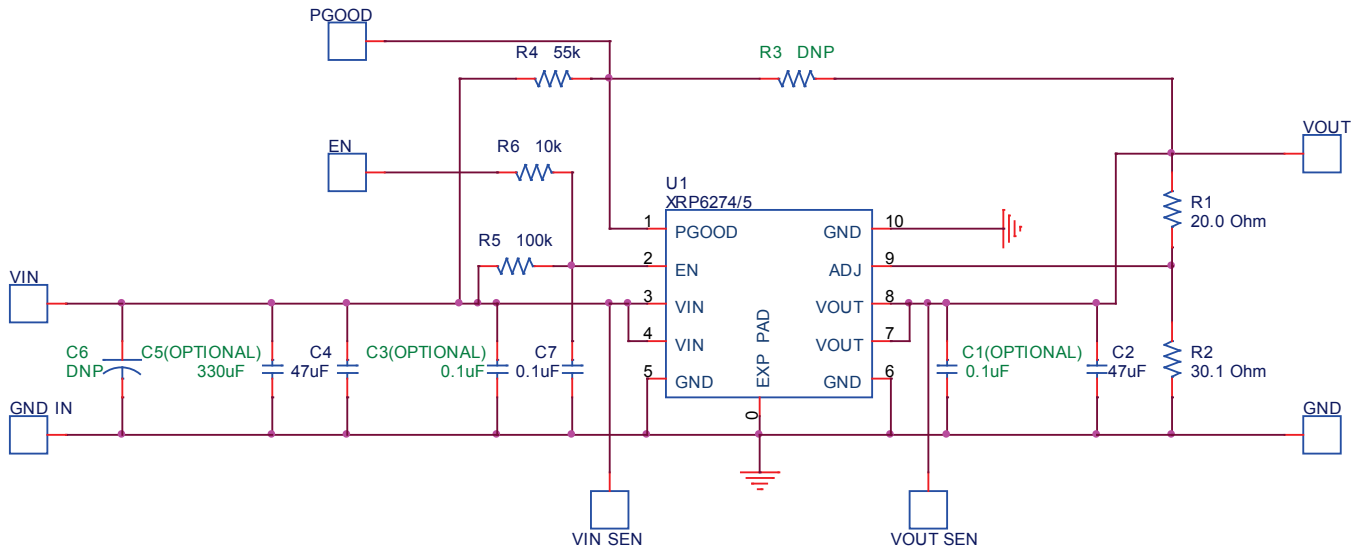 PGOOD
R4 55k
R3 DNP
EN
R6 10k
VOUT
U1
XRP6274/5
R1
20.0 Ohm
1
PGOOD
GND
10
R5 100k
2
EN
ADJ
9
VIN
3
VIN
VOUT
8
4
VIN
VOUT
7
EXP PAD
5
GND
GND
6
0
C6
DNP
C5(OPTIONAL)
330uF
C4
47uF
C3(OPTIONAL)
0.1uF
C7
0.1uF
C1(OPTIONAL)
0.1uF
C2
47uF
R2
30.1 Ohm
GND IN
GND
VIN SEN
VOUT SEN